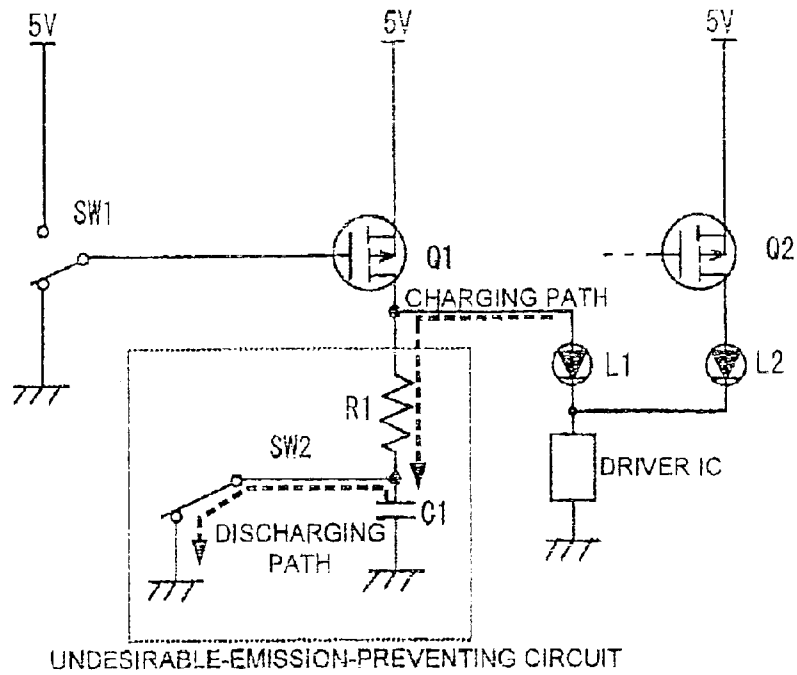 5V
5V
5V
SW1
Q1
Q2
CHARGING PATH
L1
L2
R1
SW2
DRIVER IC
C1
DISCHARGING
PATH
UNDESIRABLE-EMISSION-PREVENTING CIRCUIT